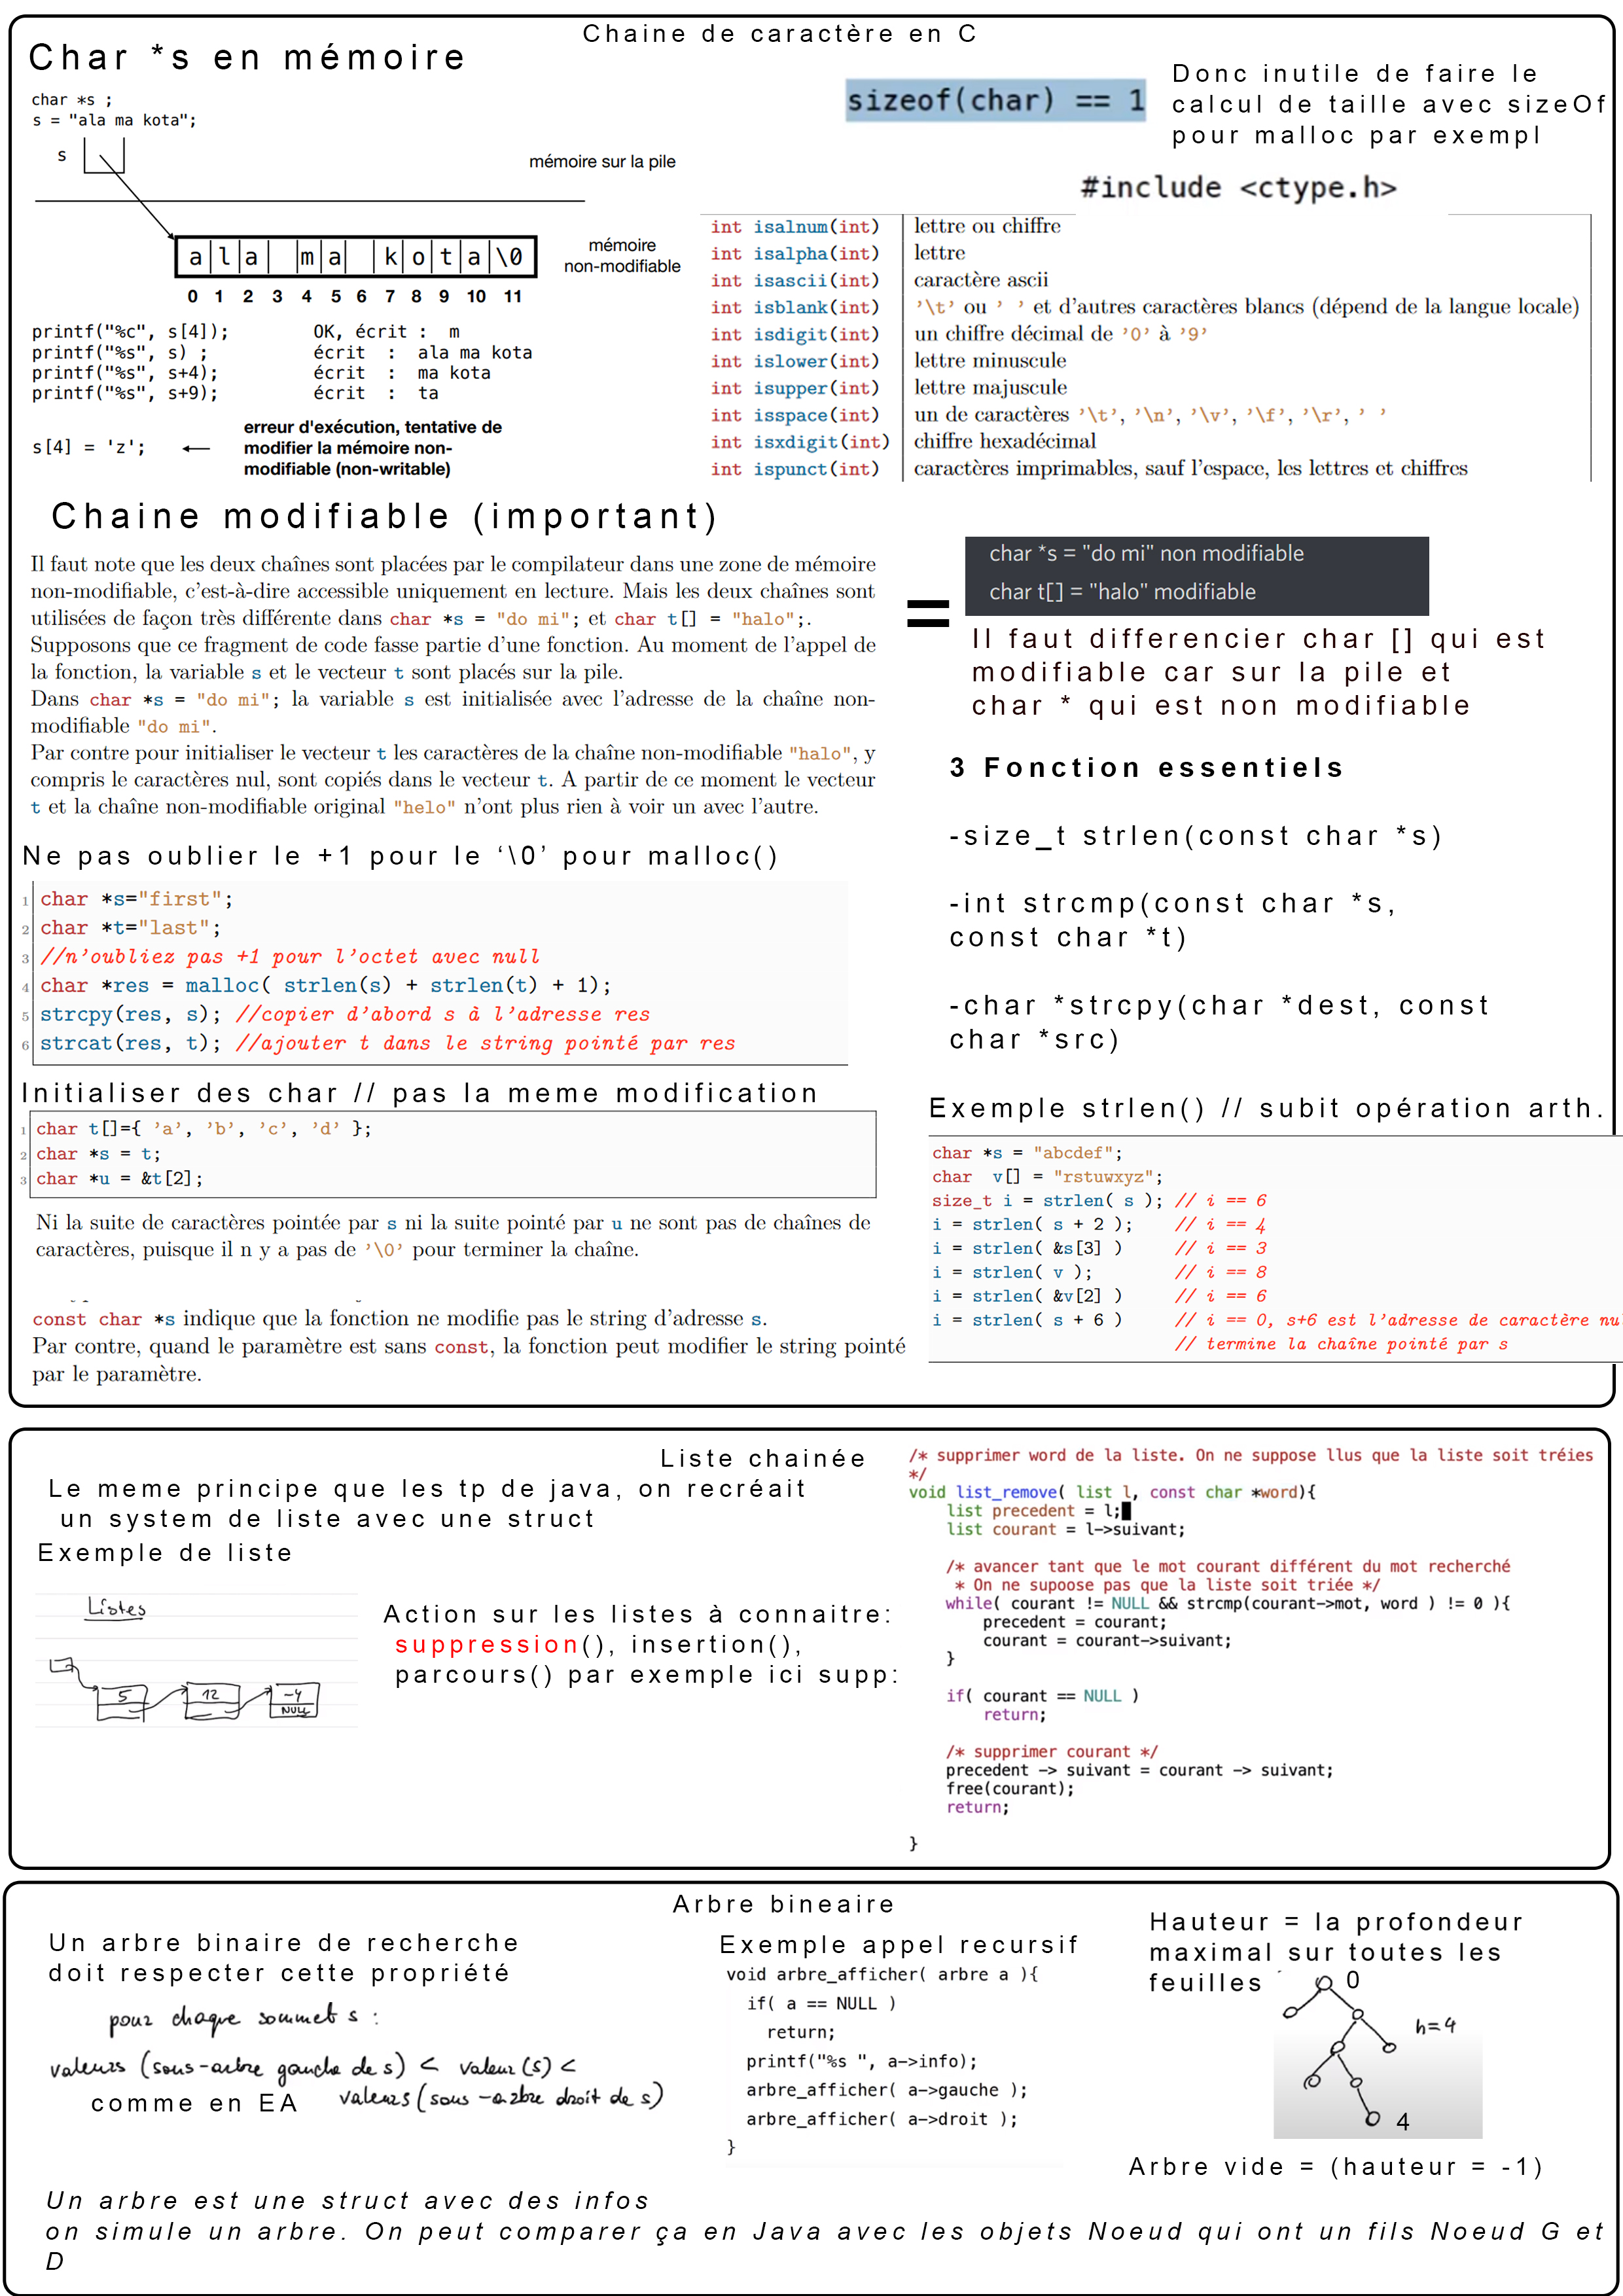 Chaine de caractère en C
Char *s en mémoire
char *s ;
s = "ala ma kota";
s
mémoire sur la pile
a|l|a| |m|a| |k|o|t|a|\0
mémoire
non-modifiable
0 1 2 3 4 5 6 7 8 9 10 11
printf("%c", s[4]); OK, écrit : m
printf("%s", s) ; écrit : ala ma kota
printf("%s", s+4); écrit : ma kota
printf("%s", s+9); écrit : ta
s[4] = 'z'; ←
erreur d'exécution, tentative de
modifier la mémoire non-
modifiable (non-writable)
sizeof(char) == 1
Donc inutile de faire le
calcul de taille avec sizeOf
pour malloc par exempl
#include <ctype.h>
int isalnum(int) lettre ou chiffre
int isalpha(int) lettre
int isascii(int) caractère ascii
int isblank(int) '\t' ou ' ' et d'autres caractères blancs (dépend de la langue locale)
int isdigit(int) un chiffre décimal de '0' à '9'
int islower(int) lettre minuscule
int isupper(int) lettre majuscule
int isspace(int) un de caractères '\t', '\n', '\v', '\f', '\r', ' '
int isxdigit(int) chiffre hexadécimal
int ispunct(int) caractères imprimables, sauf l'espace, les lettres et chiffres
Chaine modifiable (important)
Il faut note que les deux chaînes sont placées par le compilateur dans une zone de mémoire
non-modifiable, c'est-à-dire accessible uniquement en lecture. Mais les deux chaînes sont
utilisées de façon très différente dans char *s = "do mi"; et char t[] = "halo";.
Supposons que ce fragment de code fasse partie d'une fonction. Au moment de l'appel de
la fonction, la variable s et le vecteur t sont placés sur la pile.
Dans char *s = "do mi"; la variable s est initialisée avec l'adresse de la chaîne non-
modifiable "do mi".
Par contre pour initialiser le vecteur t les caractères de la chaîne non-modifiable "halo", y
compris le caractères nul, sont copiés dans le vecteur t. A partir de ce moment le vecteur
t et la chaîne non-modifiable original "helo" n'ont plus rien à voir un avec l'autre.
=
char *s = "do mi" non modifiable
char t[] = "halo" modifiable
Il faut differencier char [] qui est
modifiable car sur la pile et
char * qui est non modifiable
3 Fonction essentiels
-size_t strlen(const char *s)
-int strcmp(const char *s,
const char *t)
-char *strcpy(char *dest, const
char *src)
Ne pas oublier le +1 pour le ‘\0’ pour malloc()
1 char *s="first";
2 char *t="last";
3 //n'oubliez pas +1 pour l'octet avec null
4 char *res = malloc( strlen(s) + strlen(t) + 1);
5 strcpy(res, s); //copier d'abord s à l'adresse res
6 strcat(res, t); //ajouter t dans le string pointé par res
Initialiser des char // pas la meme modification
1 char t[]={ 'a', 'b', 'c', 'd' };
2 char *s = t;
3 char *u = &t[2];
Ni la suite de caractères pointée par s ni la suite pointé par u ne sont pas de chaînes de
caractères, puisque il n y a pas de '\0' pour terminer la chaîne.
const char *s indique que la fonction ne modifie pas le string d'adresse s.
Par contre, quand le paramètre est sans const, la fonction peut modifier le string pointé
par le paramètre.
Exemple strlen() // subit opération arth.
char *s = "abcdef";
char v[] = "rstuwxyz";
size_t i = strlen( s ); // i == 6
i = strlen( s + 2 ); // i == 4
i = strlen( &s[3] ) // i == 3
i = strlen( v ); // i == 8
i = strlen( &v[2] ) // i == 6
i = strlen( s + 6 ) // i == 0, s+6 est l'adresse de caractère nu
// termine la chaîne pointé par s
Liste chainée
Le meme principe que les tp de java, on recréait
un system de liste avec une struct
Exemple de liste
Listes
5 12 -4
NULL
Action sur les listes à connaitre:
suppression(), insertion(),
parcours() par exemple ici supp:
/* supprimer word de la liste. On ne suppose llus que la liste soit tréies
*/
void list_remove( list l, const char *word){
list precedent = l;
list courant = l->suivant;
/* avancer tant que le mot courant différent du mot recherché
* On ne supoose pas que la liste soit triée */
while( courant != NULL && strcmp(courant->mot, word ) != 0 ){
precedent = courant;
courant = courant->suivant;
}
if( courant == NULL )
return;
/* supprimer courant */
precedent -> suivant = courant -> suivant;
free(courant);
return;
}
Arbre bineaire
Un arbre binaire de recherche
doit respecter cette propriété
pour chaque sommet s :
valeurs (sous-arbre gauche de s) < valeur (s) <
comme en EA valeurs (sous-arbre droit de s)
Exemple appel recursif
void arbre_afficher( arbre a ){
if( a == NULL )
return;
printf("%s ", a->info);
arbre_afficher( a->gauche );
arbre_afficher( a->droit );
}
Hauteur = la profondeur
maximal sur toutes les
feuilles
0
h=4
4
Arbre vide = (hauteur = -1)
Un arbre est une struct avec des infos
on simule un arbre. On peut comparer ça en Java avec les objets Noeud qui ont un fils Noeud G et
D